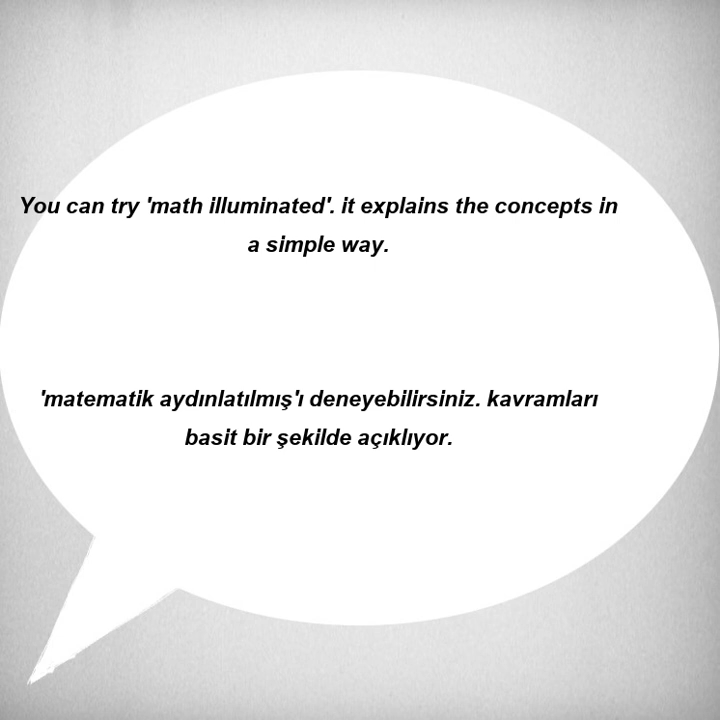 You can try 'math illuminated'. it explains the concepts in
a simple way.
'matematik aydınlatılmış'ı deneyebilirsiniz. kavramları
basit bir şekilde açıklıyor.